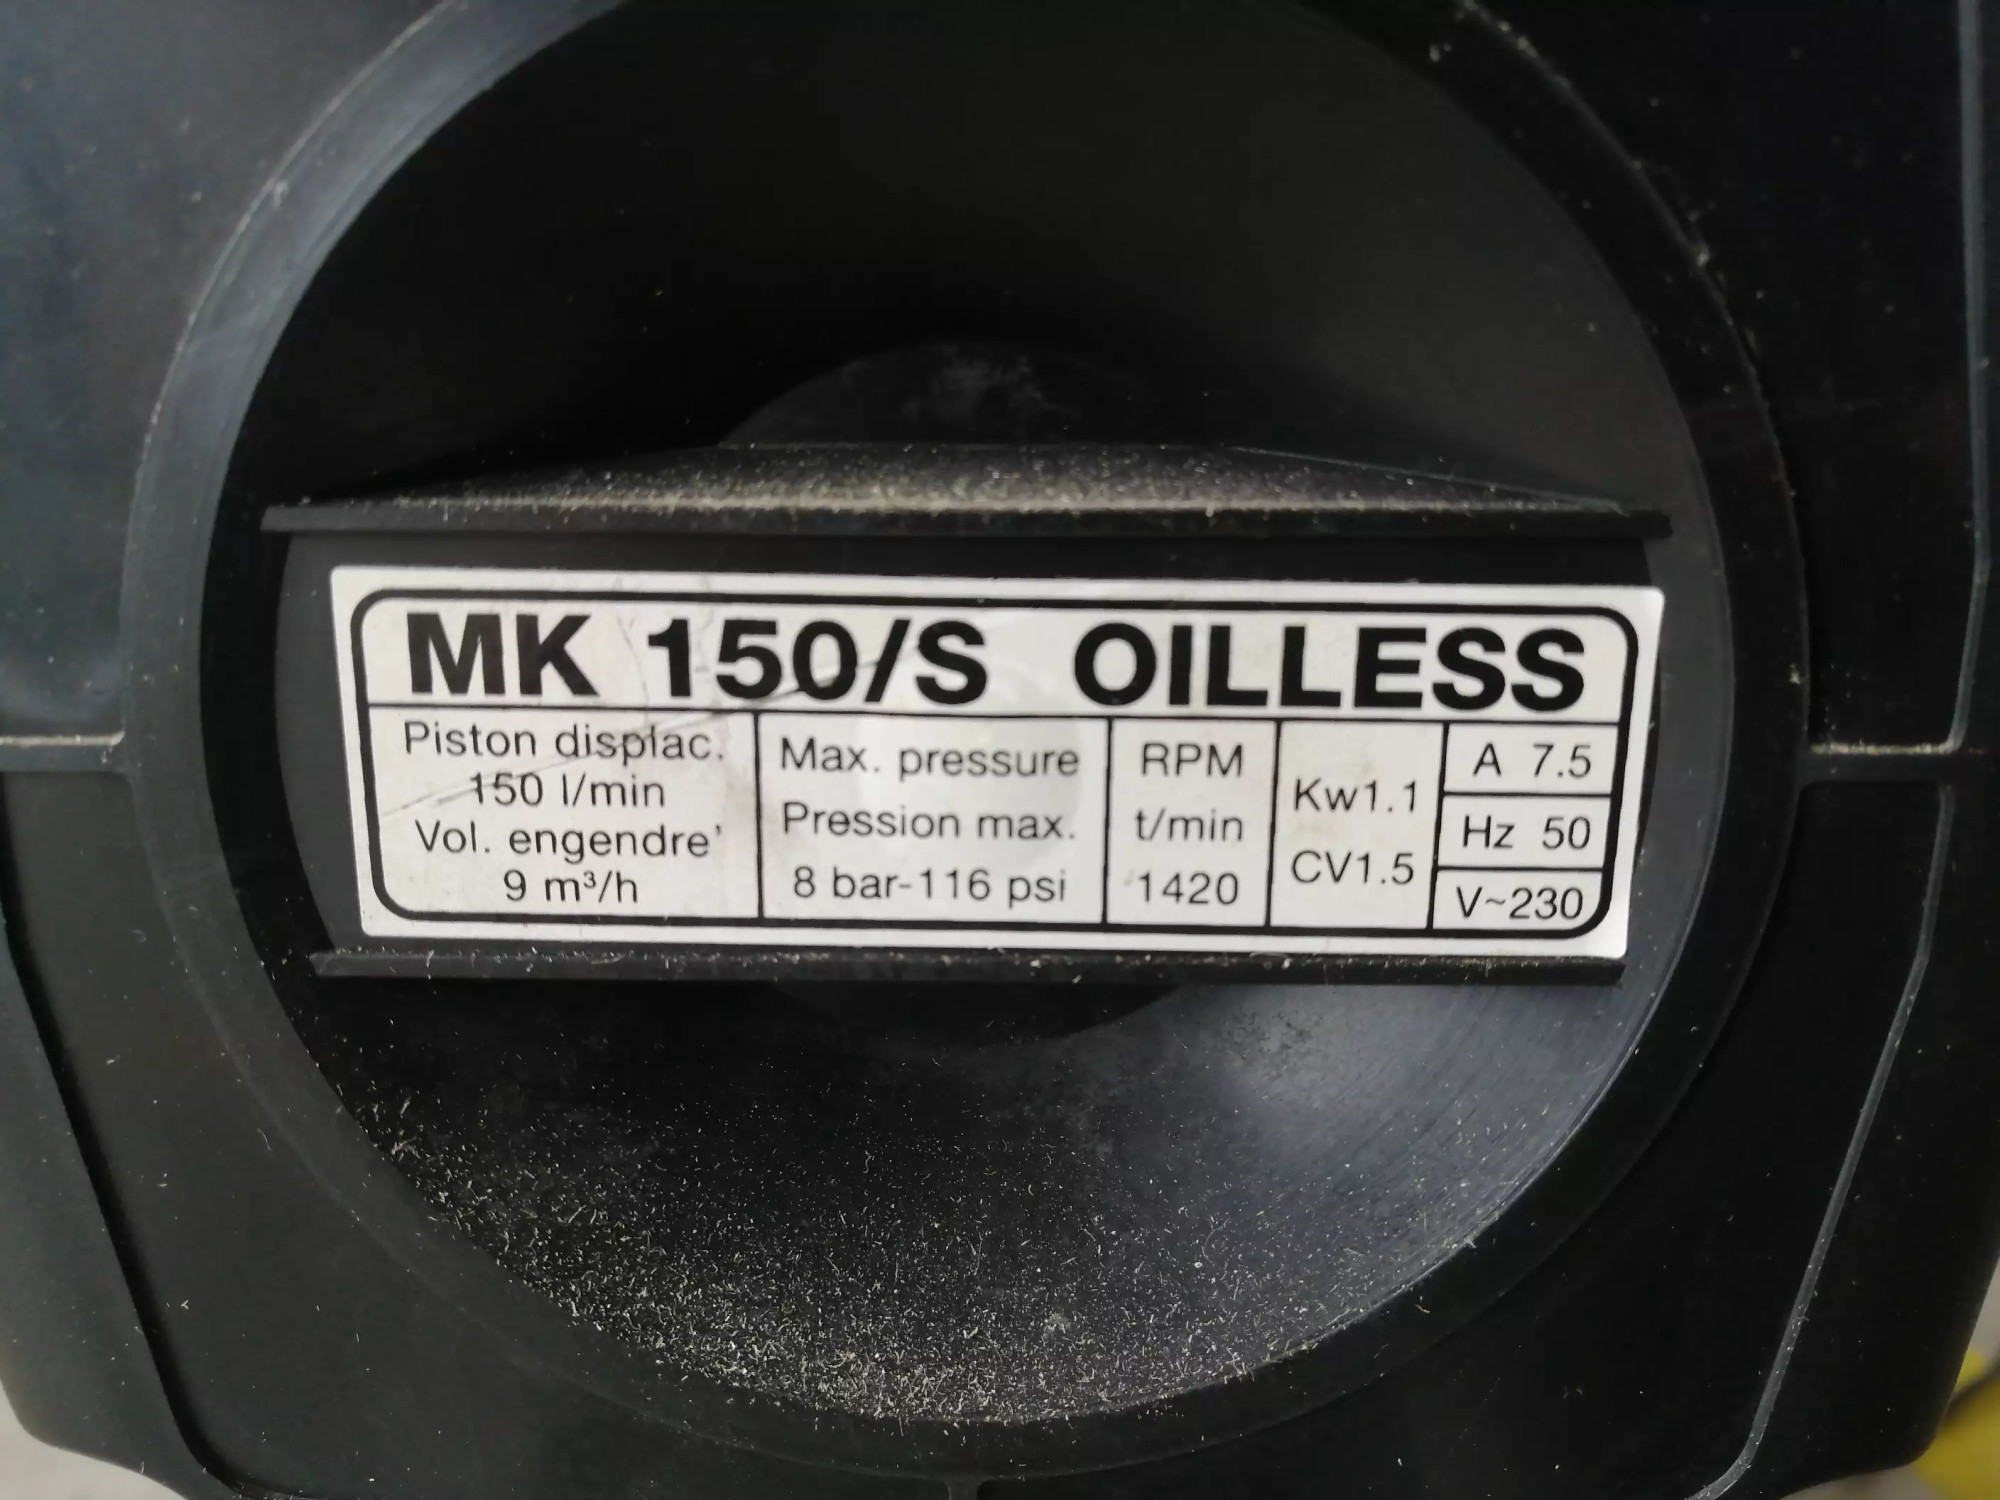 MK 150/S OILLESS
Piston displac.
150 l/min
Vol. engendre'
9 m³/h
Max. pressure
Pression max.
8 bar-116 psi
RPM
t/min
1420
Kw1.1
CV1.5
A 7.5
Hz 50
V~230